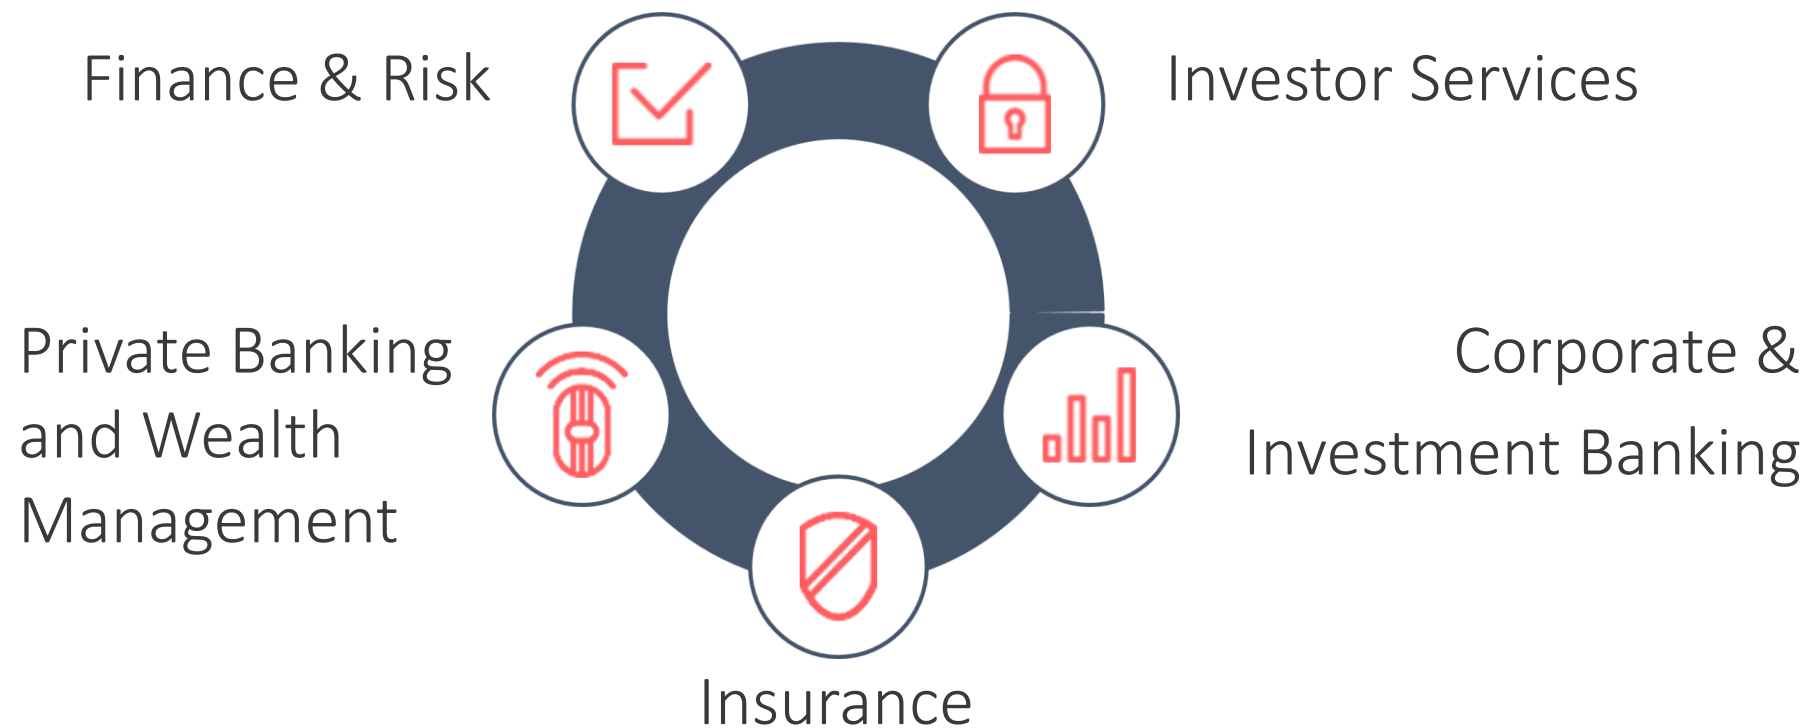 Finance & Risk
Investor Services
Private Banking
and Wealth
Management
Corporate &
Investment Banking
Insurance